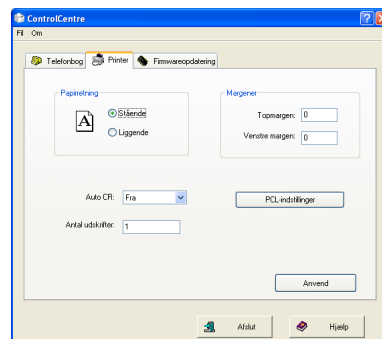 ControlCentre
Fil Om
Telefonbog Printer Firmwareopdatering
Papirretning
A
Stående
Liggende
Margener
Topmargen: 0
Venstre margen: 0
Auto CR: Fra
PCL-indstillinger
Antal udskrifter: 1
Anvend
Afslut Hjælp